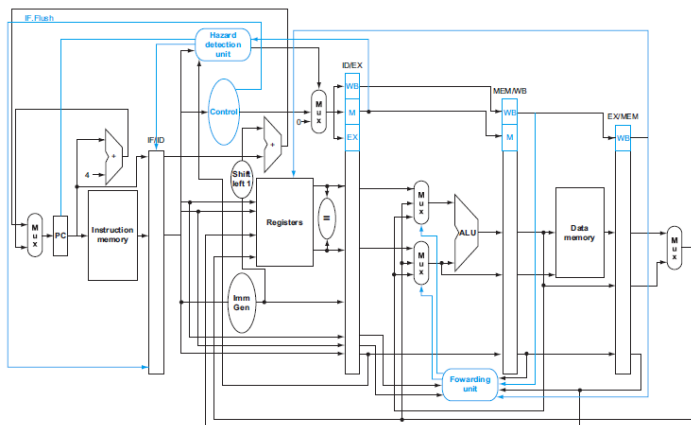 IF.Flush
Hazard
detection
unit
ID/EX
MEM/WB
EX/MEM
Control
M
u
x
0
WB
M
EX
WB
M
WB
IF/ID
+
4
+
Shift
left 1
M
u
x
PC
Instruction
memory
Registers
=
M
u
x
M
u
x
ALU
Data
memory
M
u
x
Imm
Gen
Fowarding
unit